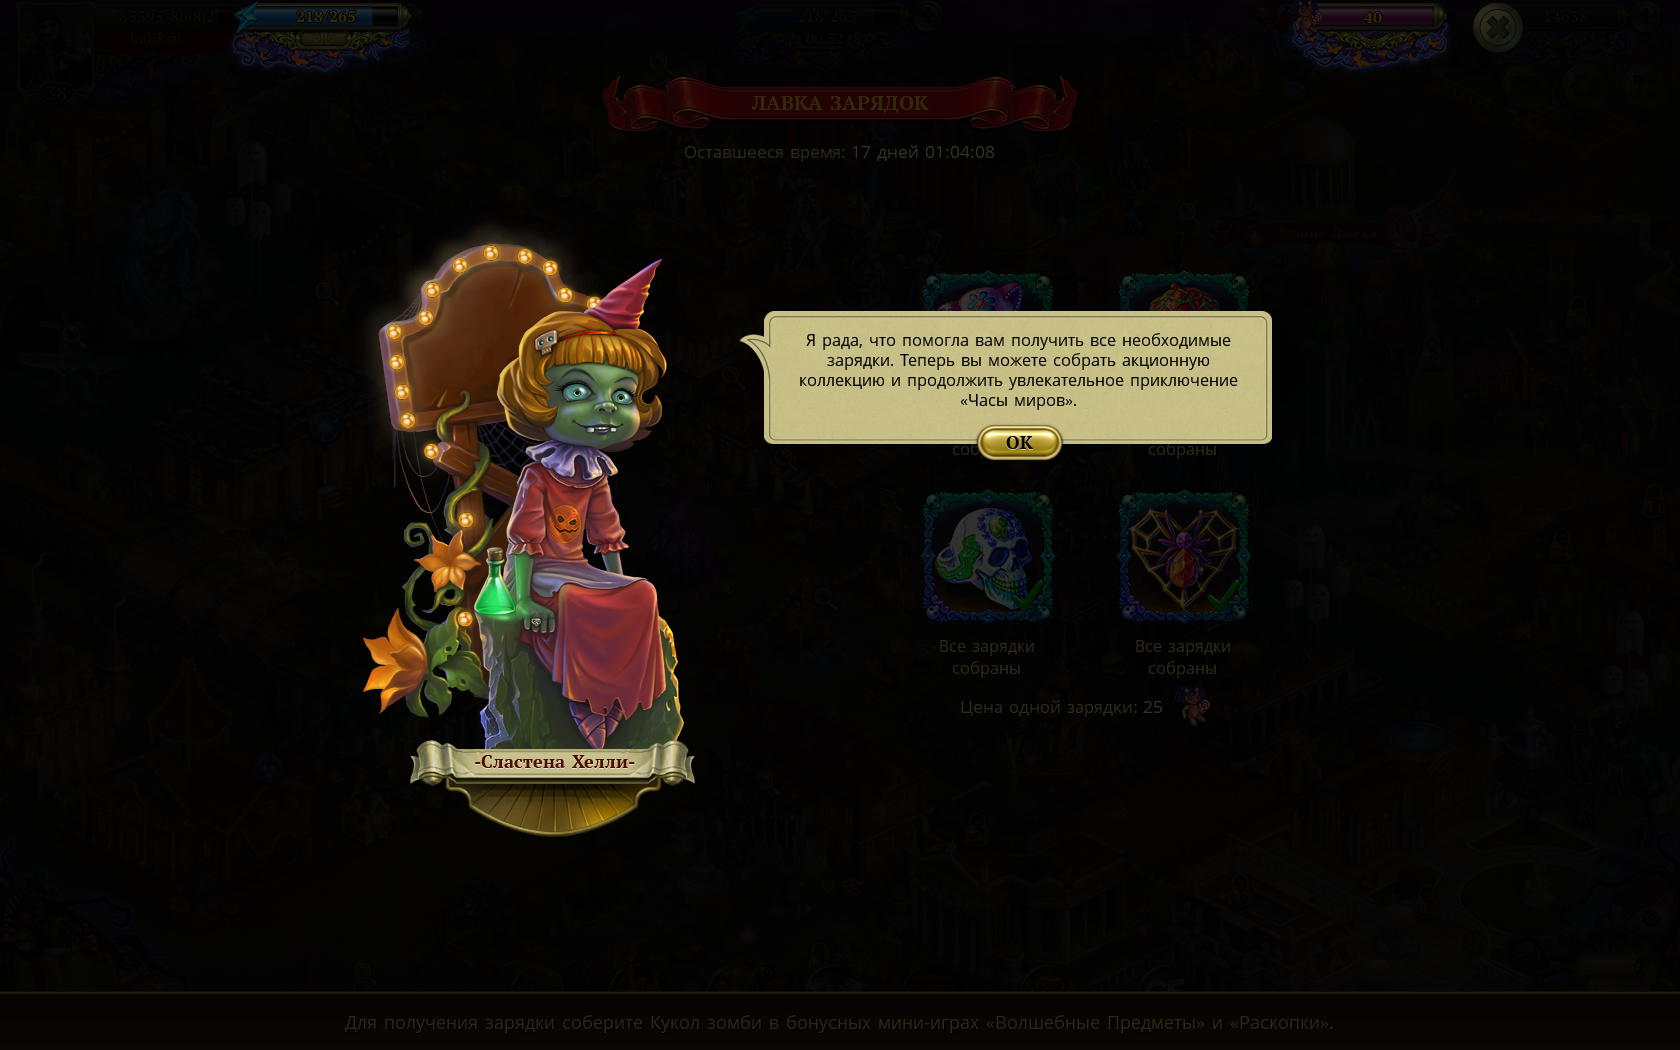 218/265
40
ЛАВКА ЗАРЯДОК
Оставшееся время: 17 дней 01:04:08
Я рада, что помогла вам получить все необходимые
зарядки. Теперь вы можете собрать акционную
коллекцию и продолжить увлекательное приключение
«Часы миров».
OK
собраны
Все зарядки
собраны
Все зарядки
собраны
Цена одной зарядки: 25
-Сластена Хелли-
Для получения зарядки соберите Кукол зомби в бонусных мини-играх «Волшебные Предметы» и «Раскопки».